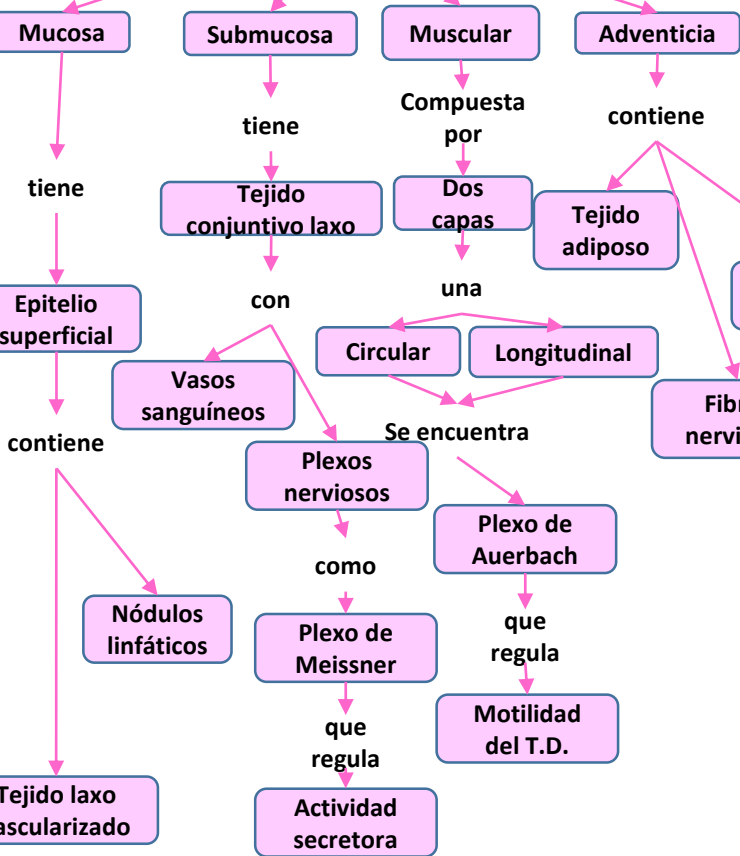 Mucosa
Submucosa
Muscular
Adventicia
tiene
tiene
Compuesta
por
contiene
Epitelio
superficial
Tejido
conjuntivo laxo
Dos
capas
Tejido
adiposo
con
una
contiene
Vasos
sanguíneos
Circular
Longitudinal
Plexos
nerviosos
Se encuentra
Nódulos
linfáticos
como
Plexo de
Auerbach
Plexo de
Meissner
que
regula
que
regula
Motilidad
del T.D.
Tejido laxo
Actividad
secretora